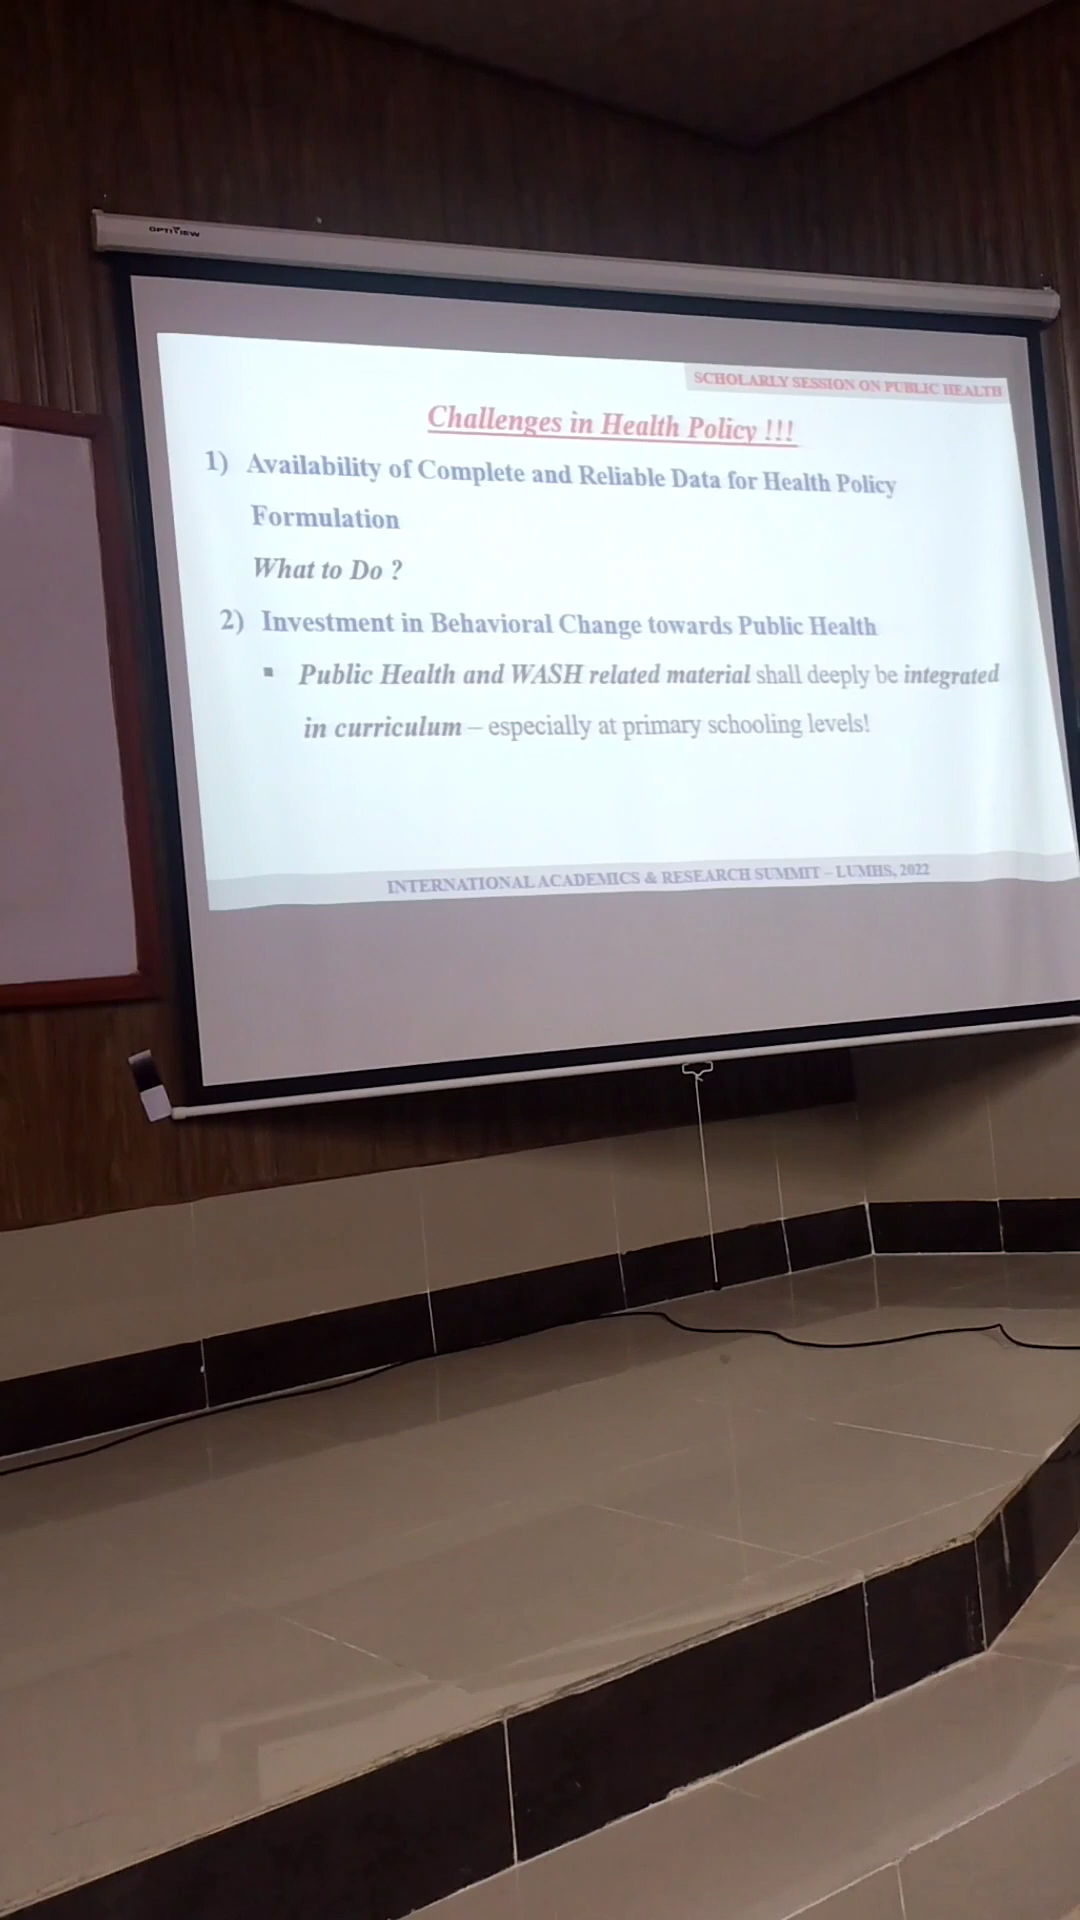 OPTIVIEW
SCHOLARLY SESSION ON PUBLIC HEALTH
Challenges in Health Policy !!!
1) Availability of Complete and Reliable Data for Health Policy
Formulation
What to Do ?
2) Investment in Behavioral Change towards Public Health
▪ Public Health and WASH related material shall deeply be integrated
in curriculum – especially at primary schooling levels!
INTERNATIONAL ACADEMICS & RESEARCH SUMMIT – LUMHS, 2022